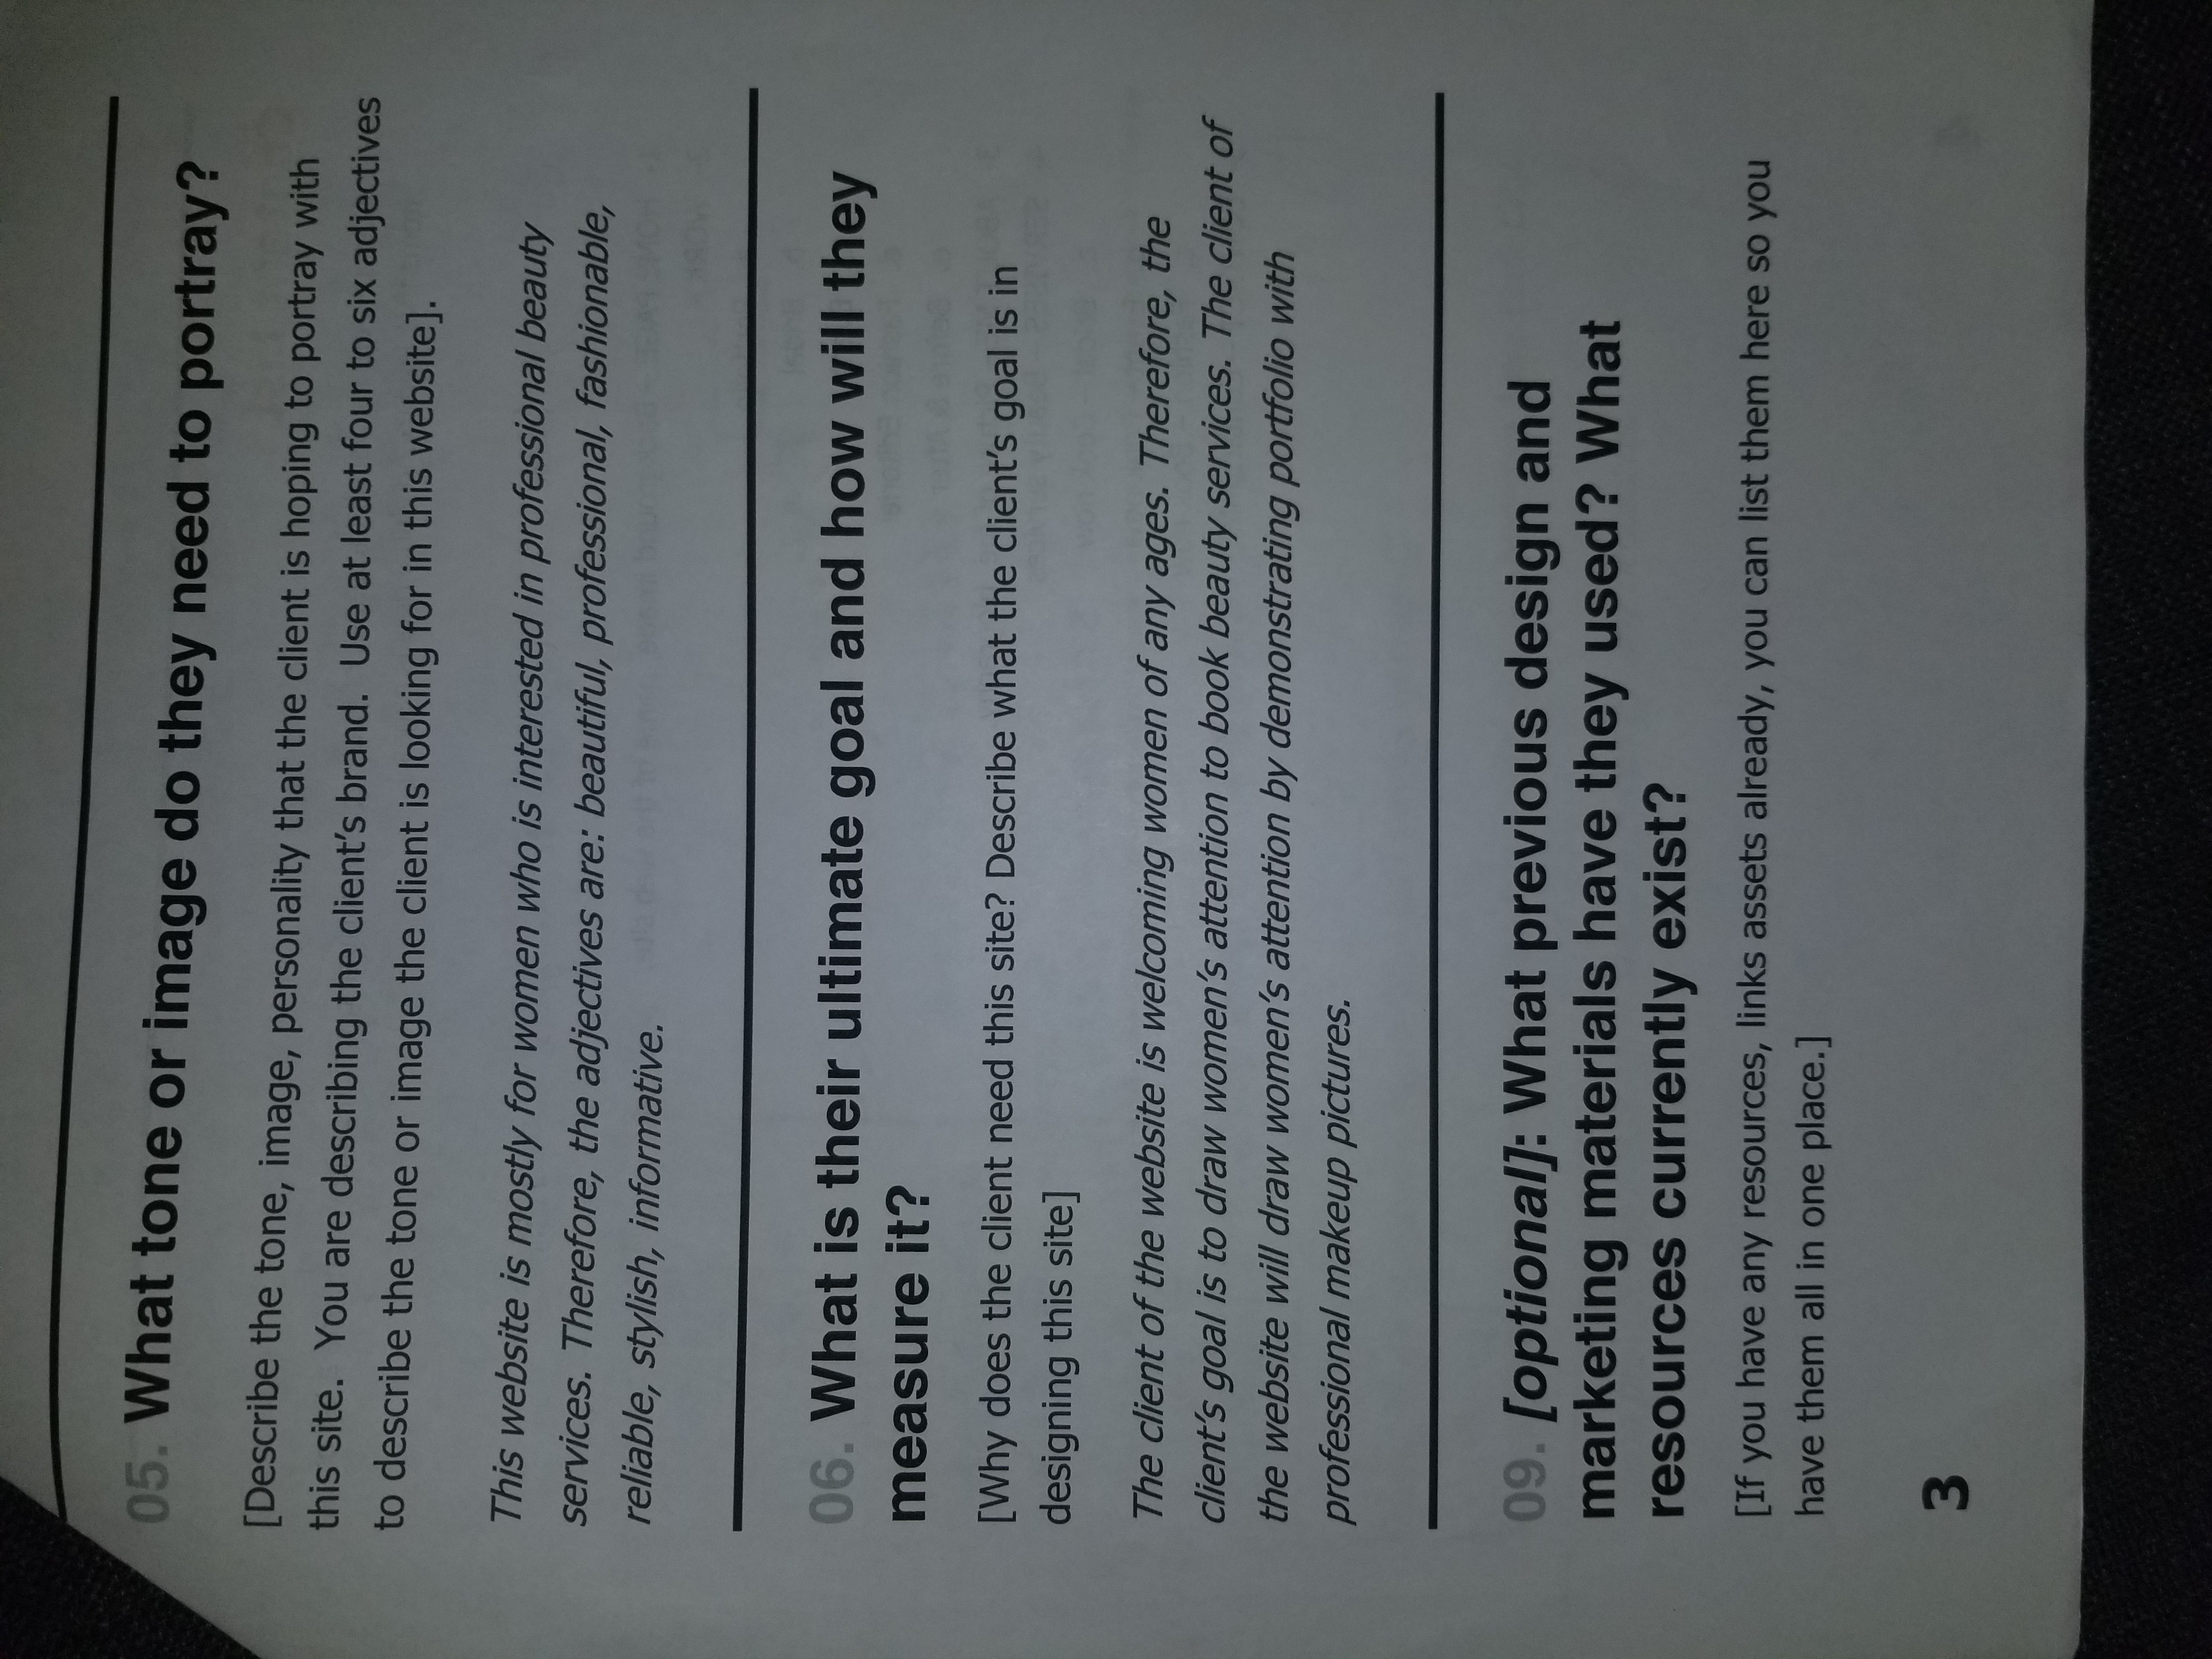 05. What tone or image do they need to portray?
[Describe the tone, image, personality that the client is hoping to portray with
this site.  You are describing the client's brand.  Use at least four to six adjectives
to describe the tone or image the client is looking for in this website].
This website is mostly for women who is interested in professional beauty
services. Therefore, the adjectives are: beautiful, professional, fashionable,
reliable, stylish, informative.
06. What is their ultimate goal and how will they
measure it?
[Why does the client need this site? Describe what the client's goal is in
designing this site]
The client of the website is welcoming women of any ages. Therefore, the
client's goal is to draw women's attention to book beauty services. The client of
the website will draw women's attention by demonstrating portfolio with
professional makeup pictures.
09. [optional]: What previous design and
marketing materials have they used? What
resources currently exist?
[If you have any resources, links assets already, you can list them here so you
have them all in one place.]
3